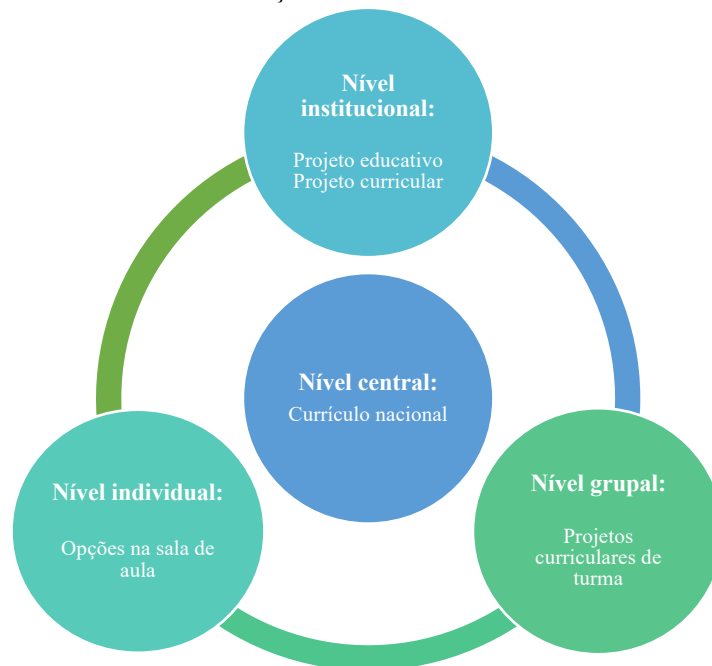 Nível
institucional:
Projeto educativo
Projeto curricular
Nível central:
Currículo nacional
Nível individual:
Opções na sala de
aula
Nível grupal:
Projetos
curriculares de
turma